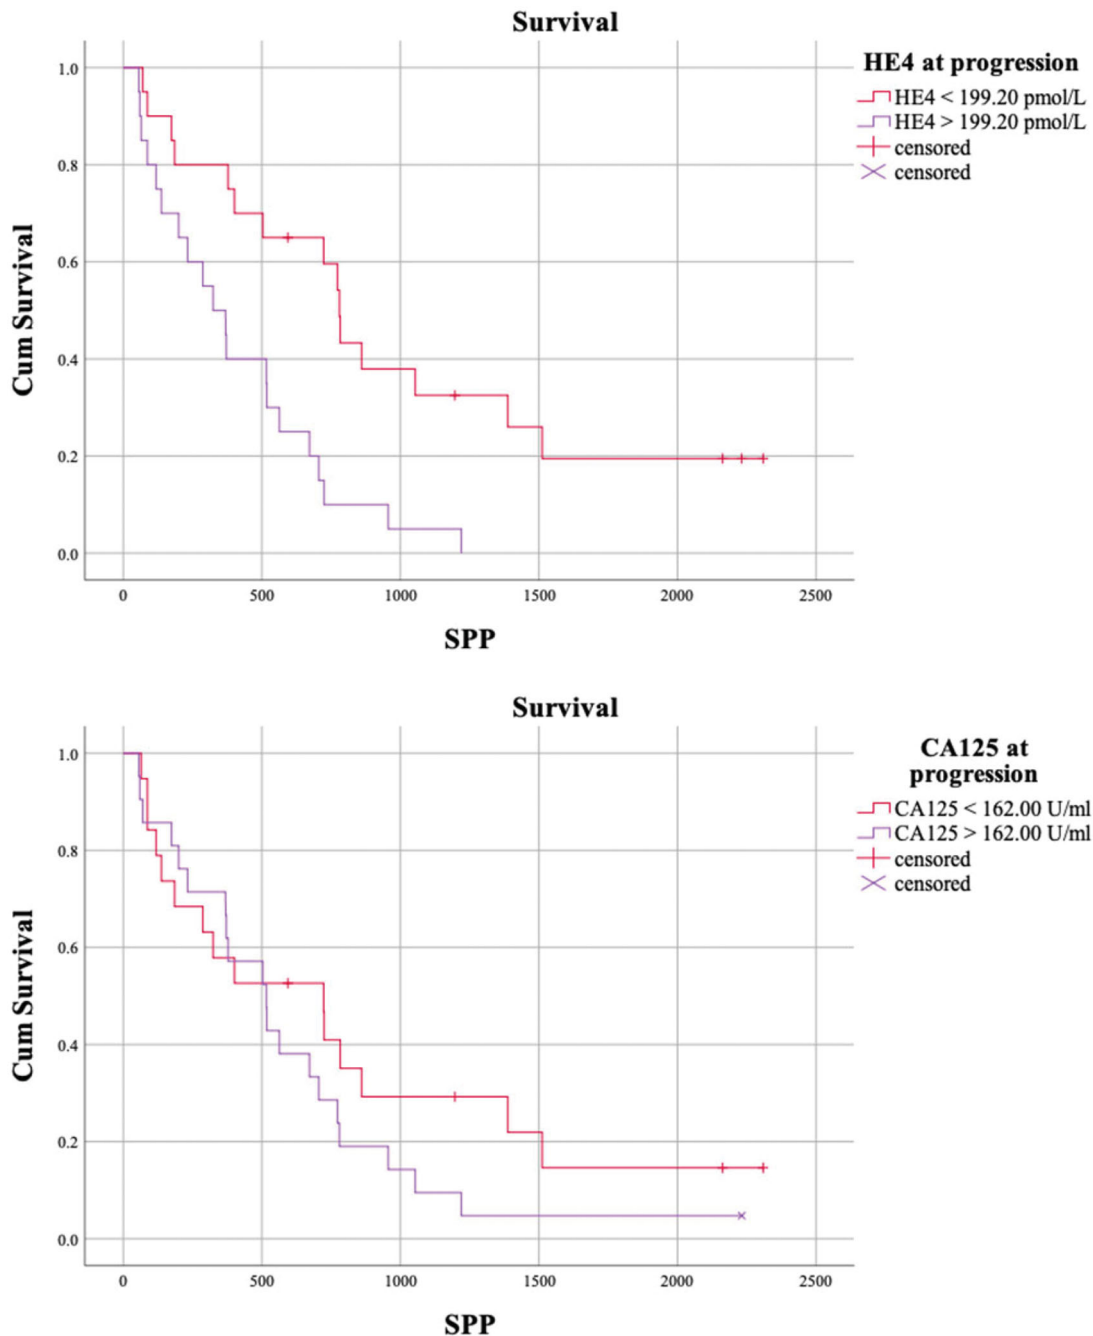 Survival
HE4 at progression
HE4 < 199.20 pmol/L
HE4 > 199.20 pmol/L
censored
censored
Cum Survival
1.0
0.8
0.6
0.4
0.2
0.0
0 500 1000 1500 2000 2500
SPP
Survival
CA125 at
progression
CA125 < 162.00 U/ml
CA125 > 162.00 U/ml
censored
censored
Cum Survival
1.0
0.8
0.6
0.4
0.2
0.0
0 500 1000 1500 2000 2500
SPP